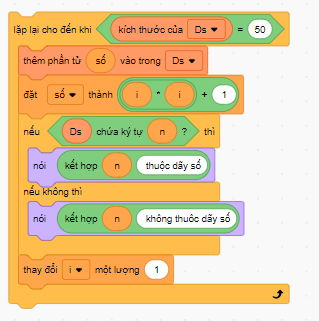 lặp lại cho đến khi kích thước của Ds = 50
thêm phần tử số vào trong Ds
đặt số thành i * i + 1
nếu Ds chứa ký tự n ? thì
nói kết hợp n thuộc dãy số
nếu không thì
nói kết hợp n không thuôc dãy số
thay đổi i một lượng 1